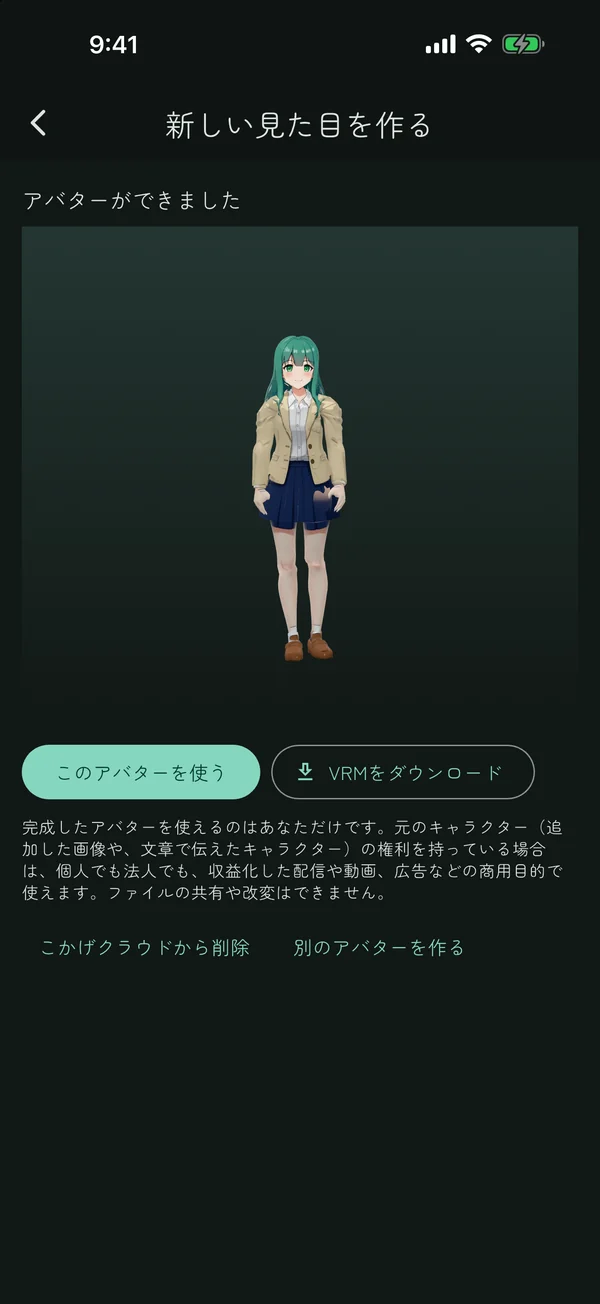 9:41
新しい見た目を作る
アバターができました
このアバターを使う
VRMをダウンロード
完成したアバターを使えるのはあなただけです。元のキャラクター（追
加した画像や、文章で伝えたキャラクター）の権利を持っている場合
は、個人でも法人でも、収益化した配信や動画、広告などの商用目的で
使えます。ファイルの共有や改変はできません。
こかげクラウドから削除
別のアバターを作る